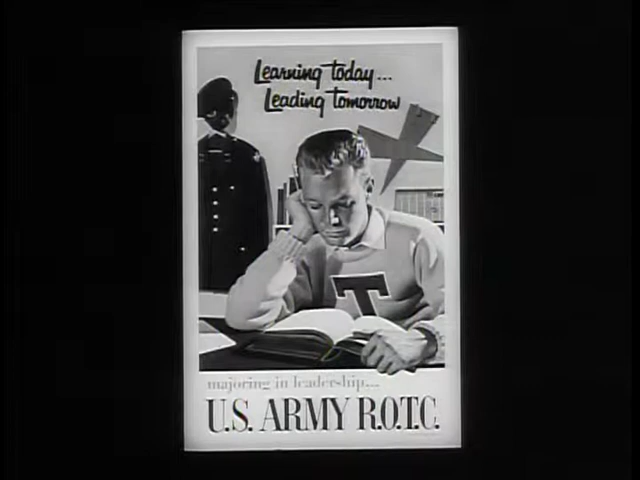 Learning today...
Leading tomorrow
T
majoring in leadership...
U.S. ARMY R.O.T.C.